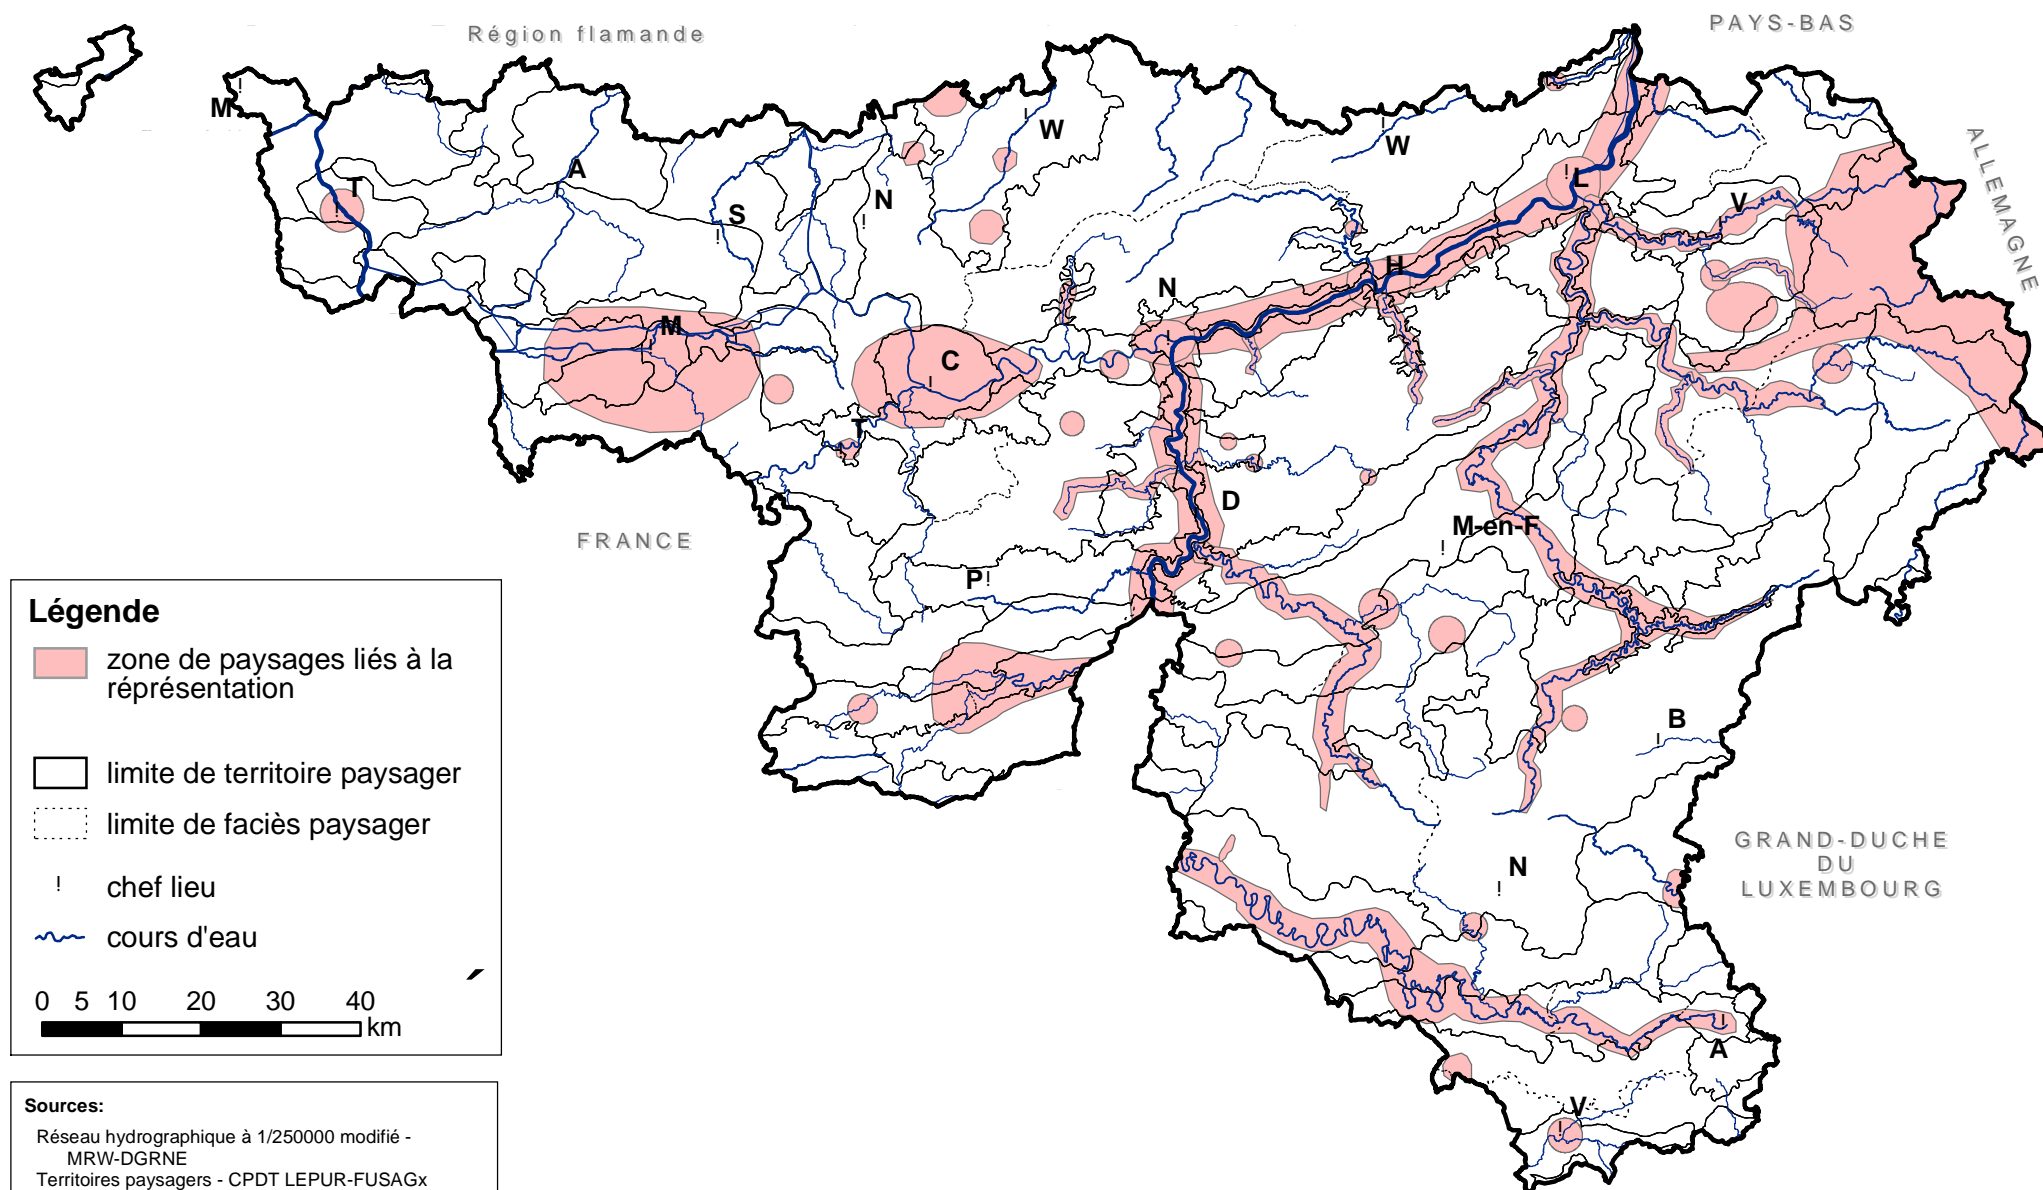 Région flamande
PAYS-BAS
ALLEMAGNE
M
W
W
A
T
S
N
V
L
H
N
M
C
T
D
M-en-F
FRANCE
P
B
GRAND-DUCHE
DU
LUXEMBOURG
N
A
V
Légende
zone de paysages liés à la
réprésentation
limite de territoire paysager
limite de faciès paysager
! chef lieu
cours d'eau
0 5 10 20 30 40
km
Sources:
Réseau hydrographique à 1/250000 modifié -
MRW-DGRNE
Territoires paysagers - CPDT LEPUR-FUSAGx